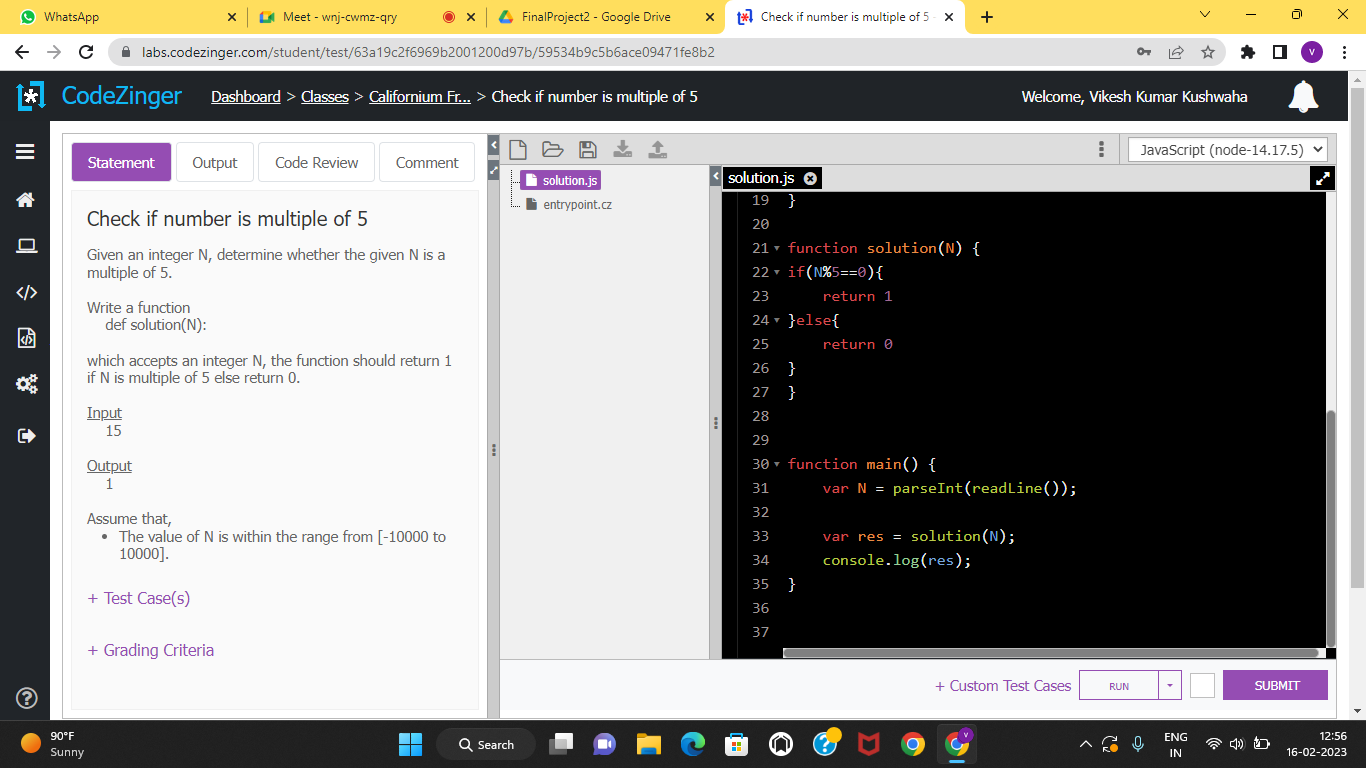 WhatsApp
Meet - wnj-cwmz-qry
FinalProject2 - Google Drive
Check if number is multiple of 5
labs.codezinger.com/student/test/63a19c2f6969b2001200d97b/59534b9c5b6ace09471fe8b2
V
CodeZinger
Dashboard > Classes > Californium Fr... > Check if number is multiple of 5
Welcome, Vikesh Kumar Kushwaha
Statement
Output
Code Review
Comment
JavaScript (node-14.17.5)
solution.js
entrypoint.cz
solution.js
Check if number is multiple of 5
Given an integer N, determine whether the given N is a
multiple of 5.
Write a function
def solution(N):
which accepts an integer N, the function should return 1
if N is multiple of 5 else return 0.
Input
15
Output
1
Assume that,
• The value of N is within the range from [-10000 to
10000].
+ Test Case(s)
+ Grading Criteria
19 }
20
21 function solution(N) {
22 if(N%5==0){
23 return 1
24 }else{
25 return 0
26 }
27 }
28
29
30 function main() {
31 var N = parseInt(readLine());
32
33 var res = solution(N);
34 console.log(res);
35 }
36
37
+ Custom Test Cases
RUN
SUBMIT
90°F
Sunny
Search
V
ENG
IN
12:56
16-02-2023